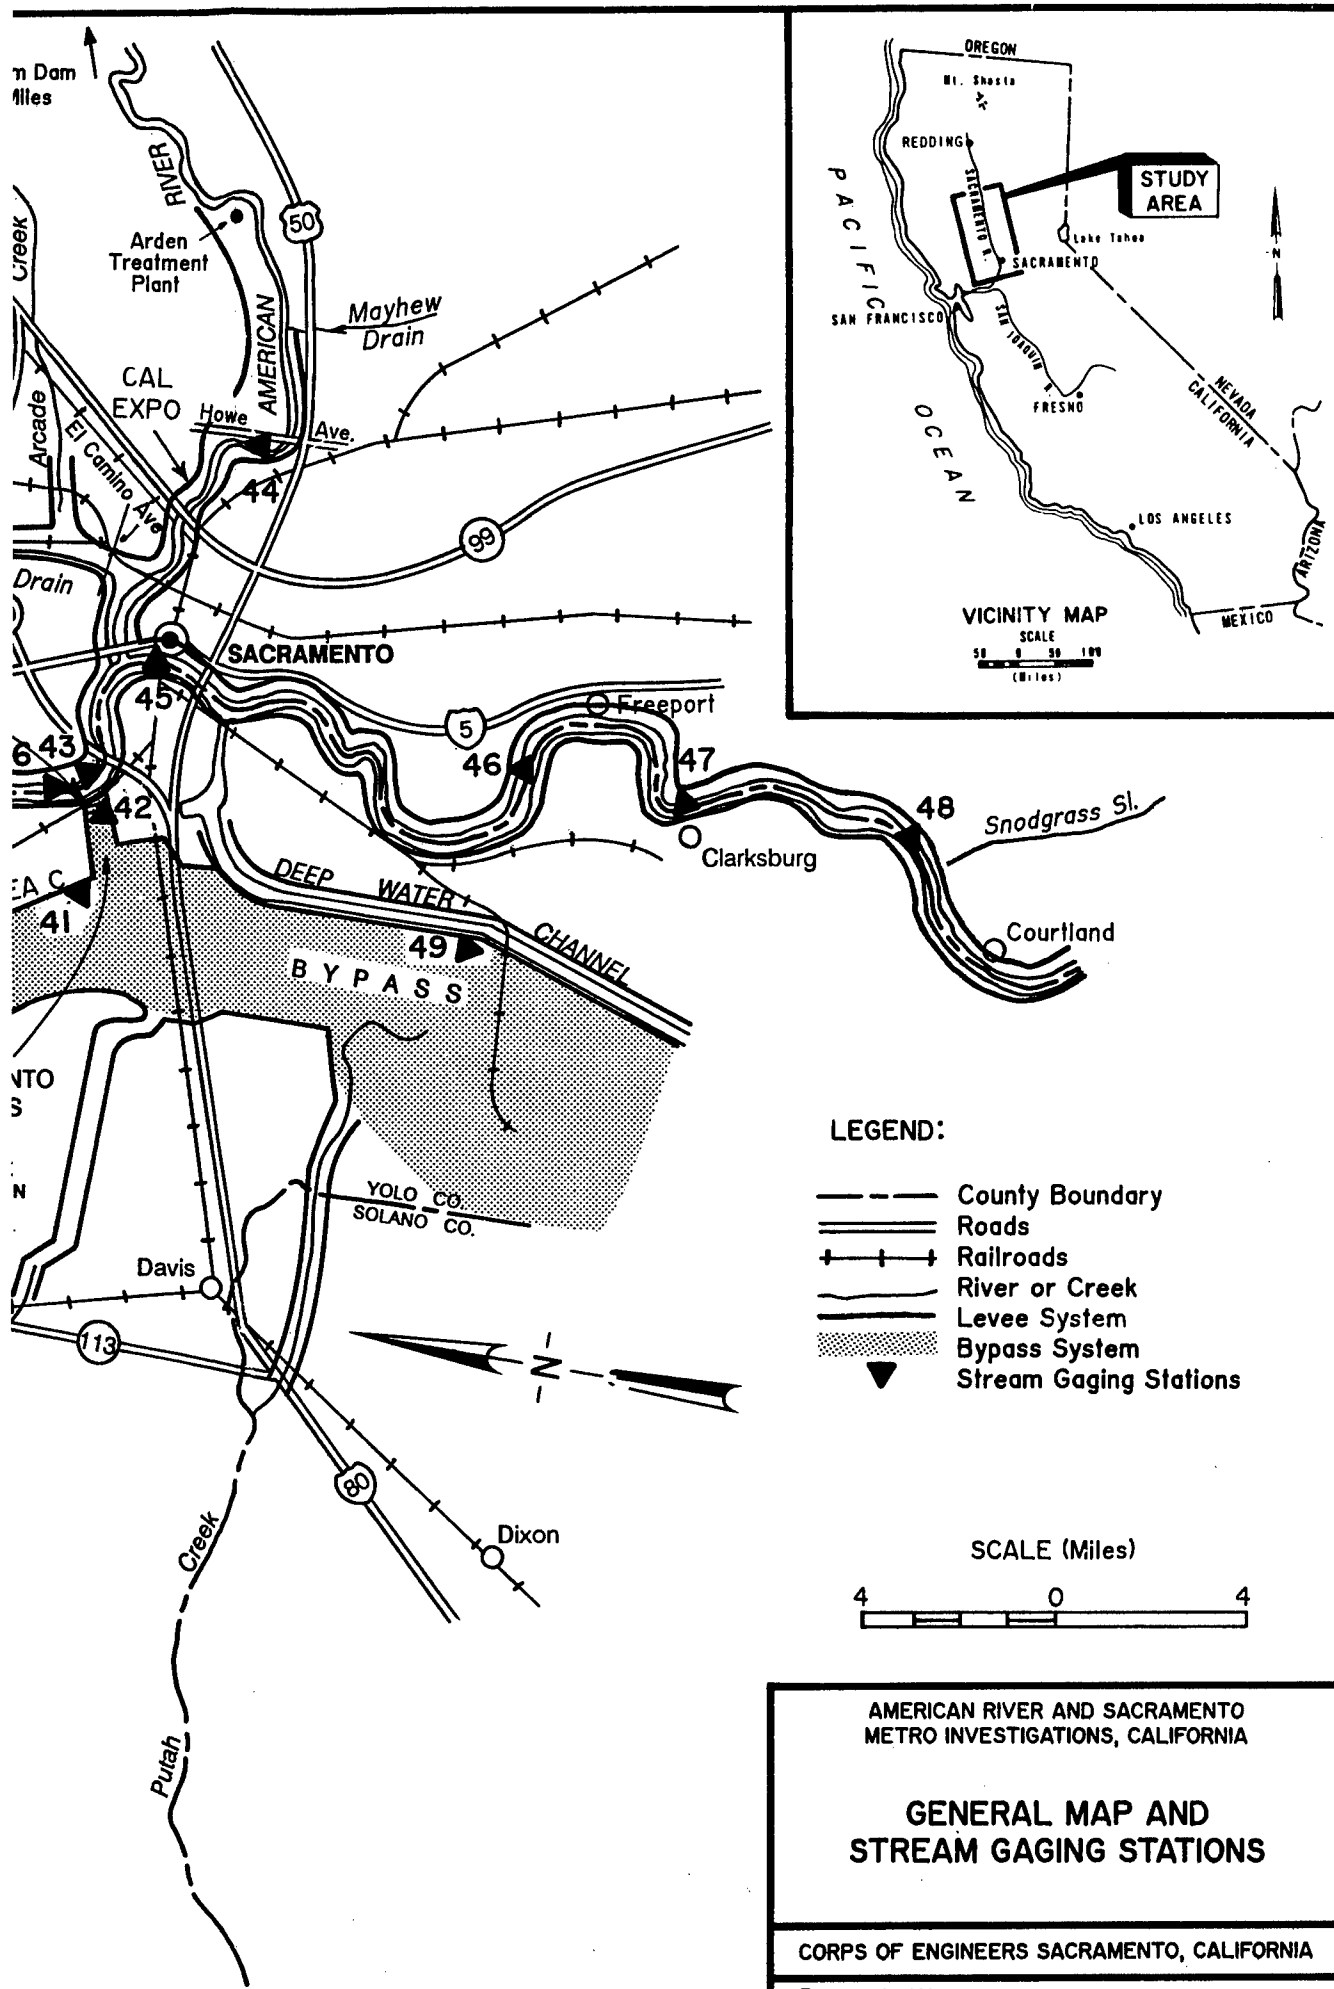 m Dam
Miles
RIVER
Creek
Arden
Treatment
Plant
50
AMERICAN
Mayhew
Drain
CAL
EXPO
Howe
Ave.
Arcade
El Camino Ave
44
99
Drain
SACRAMENTO
45
5
Freeport
6
43
42
46
47
48
Snodgrass Sl.
Clarksburg
Courtland
EA C
41
DEEP WATER CHANNEL
49
BYPASS
NTO
S
N
YOLO CO.
SOLANO CO.
Davis
113
N
80
Dixon
Creek
Putah
OREGON
Mt. Shasta
REDDING
SACRAMENTO R.
STUDY
AREA
Lake Tahoe
SACRAMENTO
N
PACIFIC
OCEAN
SAN FRANCISCO
SAN JOAQUIN R.
FRESNO
NEVADA
CALIFORNIA
LOS ANGELES
ARIZONA
MEXICO
VICINITY MAP
SCALE
50 0 50 100
(Miles)
LEGEND:
County Boundary
Roads
Railroads
River or Creek
Levee System
Bypass System
Stream Gaging Stations
SCALE (Miles)
4 0 4
AMERICAN RIVER AND SACRAMENTO
METRO INVESTIGATIONS, CALIFORNIA
GENERAL MAP AND
STREAM GAGING STATIONS
CORPS OF ENGINEERS SACRAMENTO, CALIFORNIA